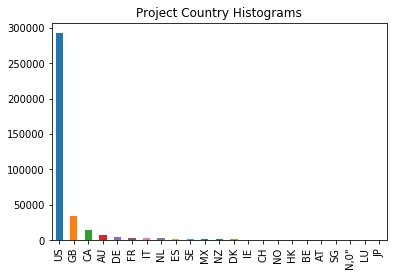 Project Country Histograms
300000
250000
200000
150000
100000
50000
0
US
GB
CA
AU
DE
FR
IT
NL
ES
SE
MX
NZ
DK
IE
CH
NO
HK
BE
AT
SG
N,0"
LU
JP